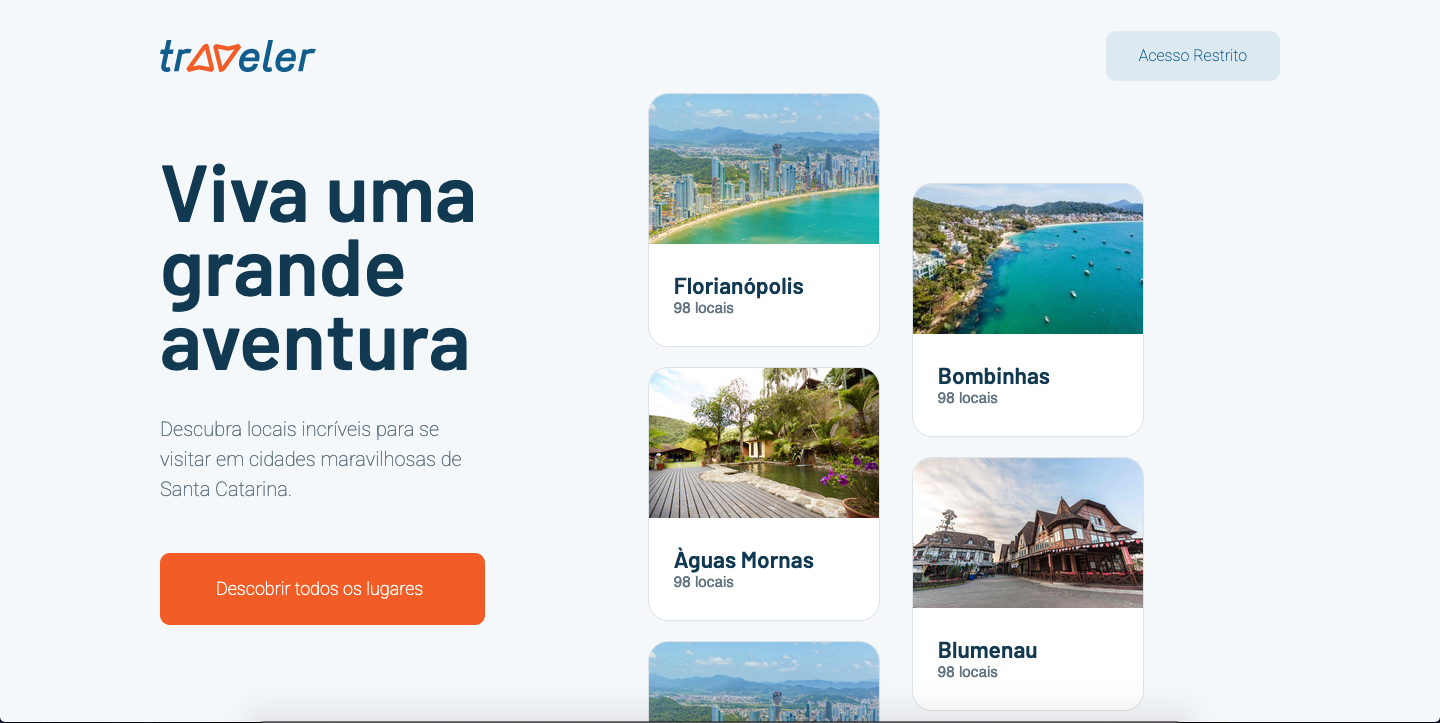 traveler
Acesso Restrito
Viva uma
grande
aventura
Descubra locais incríveis para se
visitar em cidades maravilhosas de
Santa Catarina.
Descobrir todos os lugares
Florianópolis
98 locais
Àguas Mornas
98 locais
Bombinhas
98 locais
Blumenau
98 locais